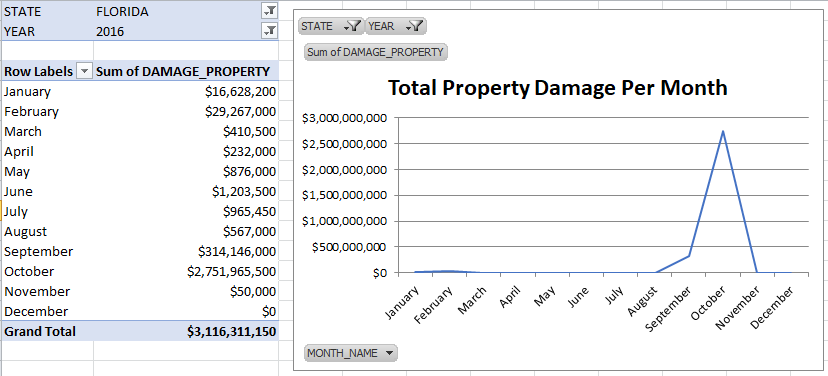 STATE FLORIDA
YEAR 2016
Row Labels Sum of DAMAGE_PROPERTY
January $16,628,200
February $29,267,000
March $410,500
April $232,000
May $876,000
June $1,203,500
July $965,450
August $567,000
September $314,146,000
October $2,751,965,500
November $50,000
December $0
Grand Total $3,116,311,150
STATE YEAR
Sum of DAMAGE_PROPERTY
Total Property Damage Per Month
$3,000,000,000
$2,500,000,000
$2,000,000,000
$1,500,000,000
$1,000,000,000
$500,000,000
$0
January February March April May June July August September October November December
MONTH_NAME